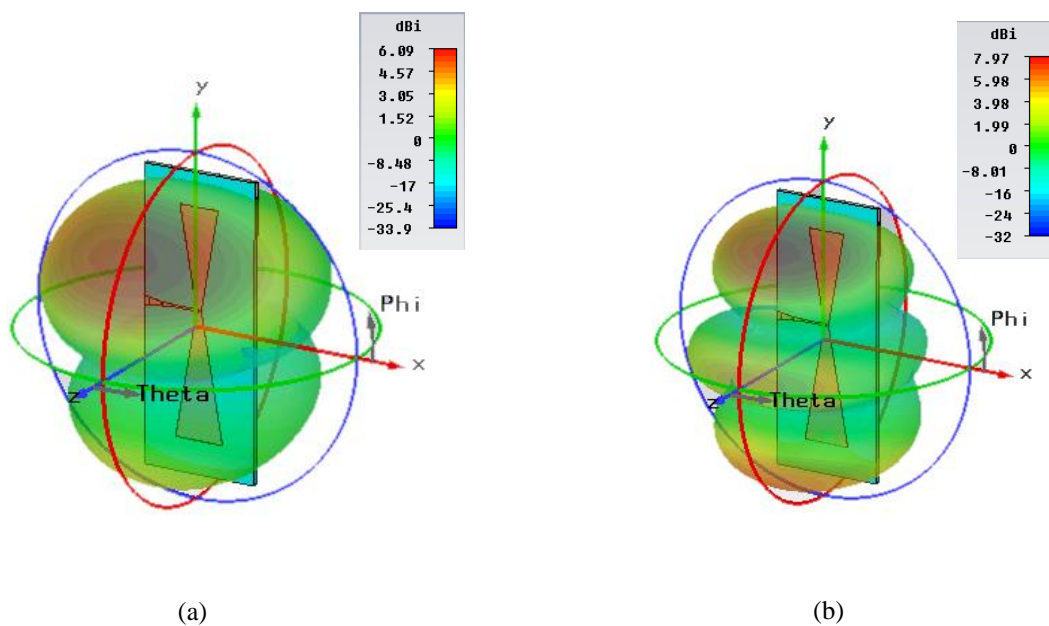 dBi
6.09
4.57
3.05
1.52
0
-8.48
-17
-25.4
-33.9
y
Phi
x
z
Theta
(a)
dBi
7.97
5.98
3.98
1.99
0
-8.01
-16
-24
-32
y
Phi
x
z
Theta
(b)